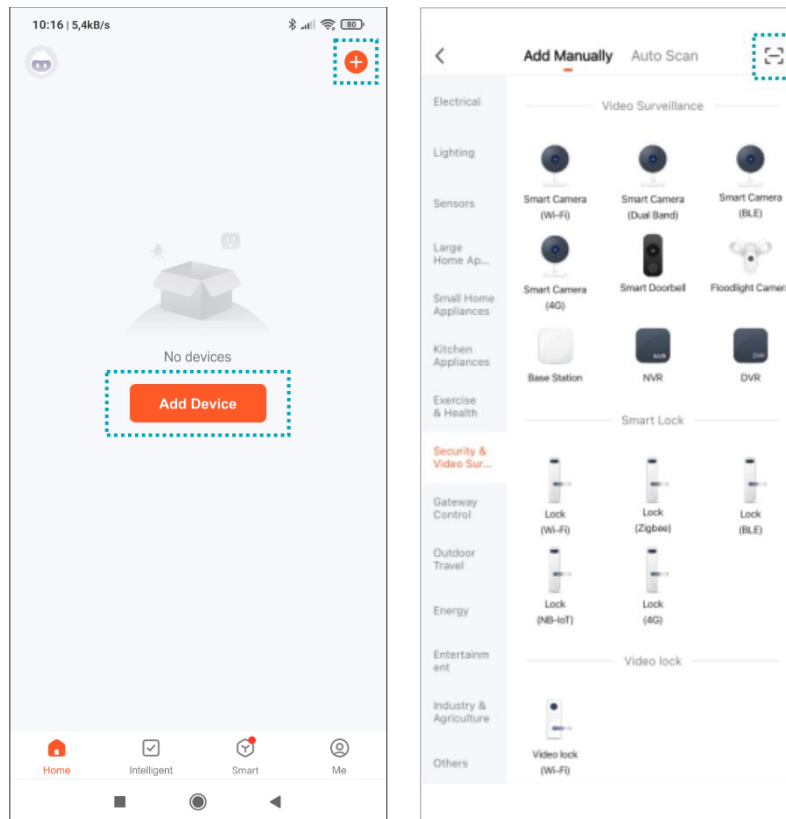 10:16 | 5,4kB/s
80
No devices
Add Device
Home
Intelligent
Smart
Me
Add Manually
Auto Scan
Electrical
Lighting
Sensors
Large
Home Ap...
Small Home
Appliances
Kitchen
Appliances
Exercise
& Health
Security &
Video Sur...
Gateway
Control
Outdoor
Travel
Energy
Entertainm
ent
Industry &
Agriculture
Others
Video Surveillance
Smart Camera
(Wi-Fi)
Smart Camera
(Dual Band)
Smart Camera
(BLE)
Smart Camera
(4G)
Smart Doorbell
Floodlight Camera
Base Station
NVR
NVR
DVR
DVR
Smart Lock
Lock
(Wi-Fi)
Lock
(Zigbee)
Lock
(BLE)
Lock
(NB-IoT)
Lock
(4G)
Video lock
Video lock
(Wi-Fi)